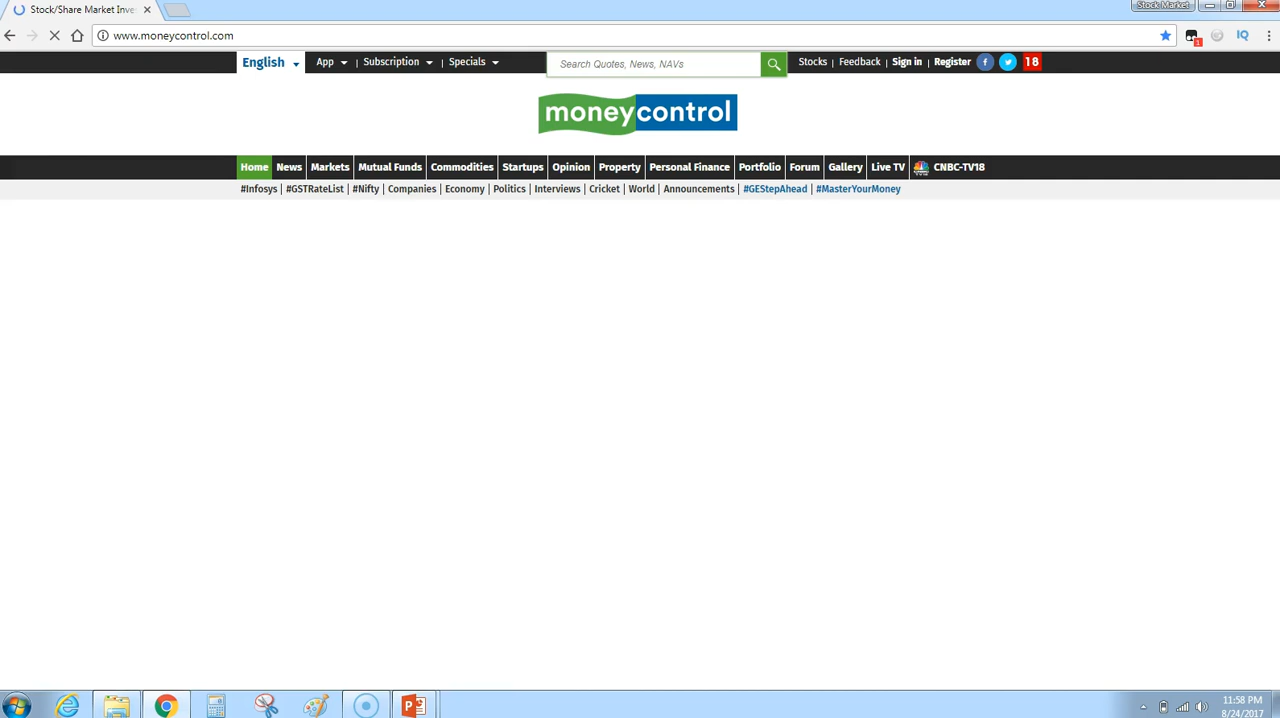 Stock/Share Market Inve
Stock Market
www.moneycontrol.com
1
IQ
English
App | Subscription | Specials
Search Quotes, News, NAVs
Stocks | Feedback | Sign in | Register
f
18
moneycontrol
Home News Markets Mutual Funds Commodities Startups Opinion Property Personal Finance Portfolio Forum Gallery Live TV CNBC-TV18
#Infosys | #GSTRateList | #Nifty | Companies | Economy | Politics | Interviews | Cricket | World | Announcements | #GEStepAhead | #MasterYourMoney
11:58 PM
8/24/2017